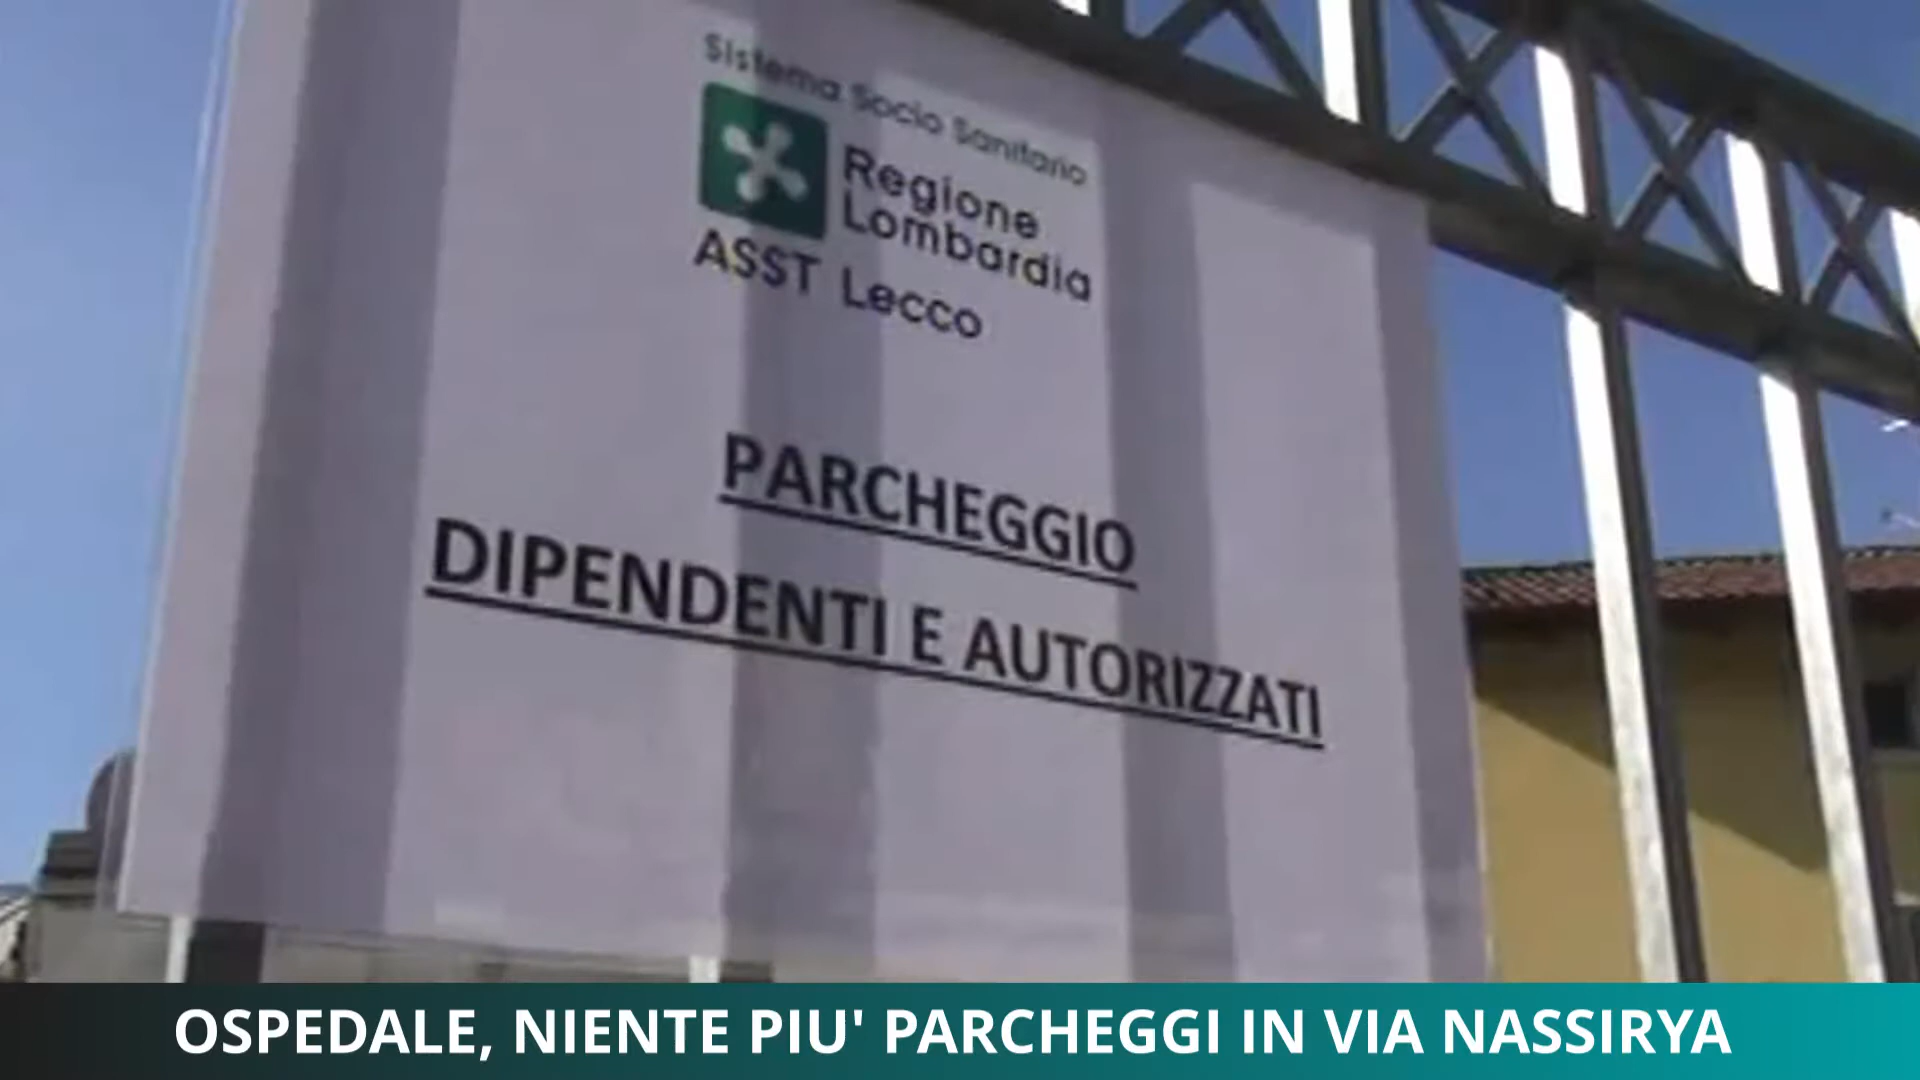 Sistema Socio Sanitario
Regione
Lombardia
ASST Lecco
PARCHEGGIO
DIPENDENTI E AUTORIZZATI
OSPEDALE, NIENTE PIU' PARCHEGGI IN VIA NASSIRYA